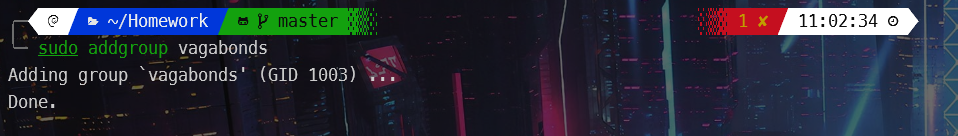 ~/Homework master 1 ✘ 11:02:34
sudo addgroup vagabonds
Adding group `vagabonds' (GID 1003) ...
Done.